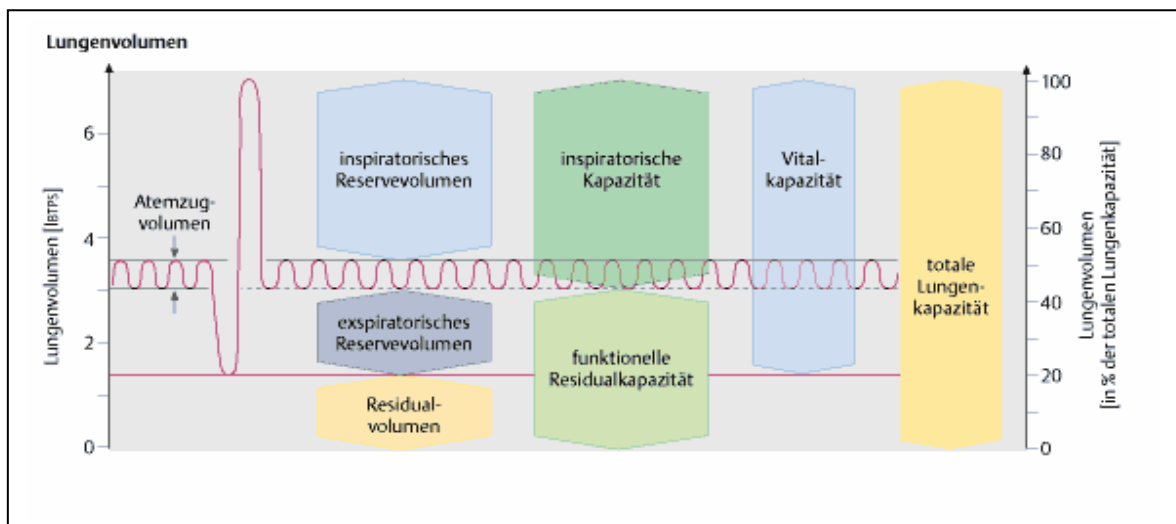 Lungenvolumen
Lungenvolumen [lBTPS]
6
4
2
0
Atemzug-
volumen
inspiratorisches
Reservevolumen
exspiratorisches
Reservevolumen
Residual-
volumen
inspiratorische
Kapazität
funktionelle
Residualkapazität
Vital-
kapazität
totale
Lungen-
kapazität
100
80
60
40
20
0
Lungenvolumen
[in % der totalen Lungenkapazität]